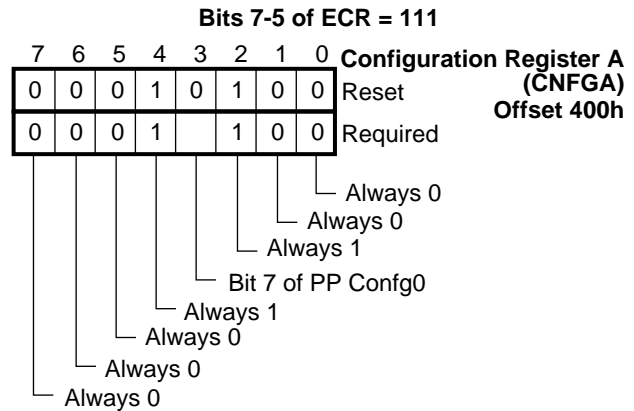 Bits 7-5 of ECR = 111
7 6 5 4 3 2 1 0 Configuration Register A
(CNFGA)
Offset 400h
0 0 0 1 0 1 0 0 Reset
0 0 0 1 1 0 0 Required
Always 0
Always 0
Always 1
Bit 7 of PP Confg0
Always 1
Always 0
Always 0
Always 0